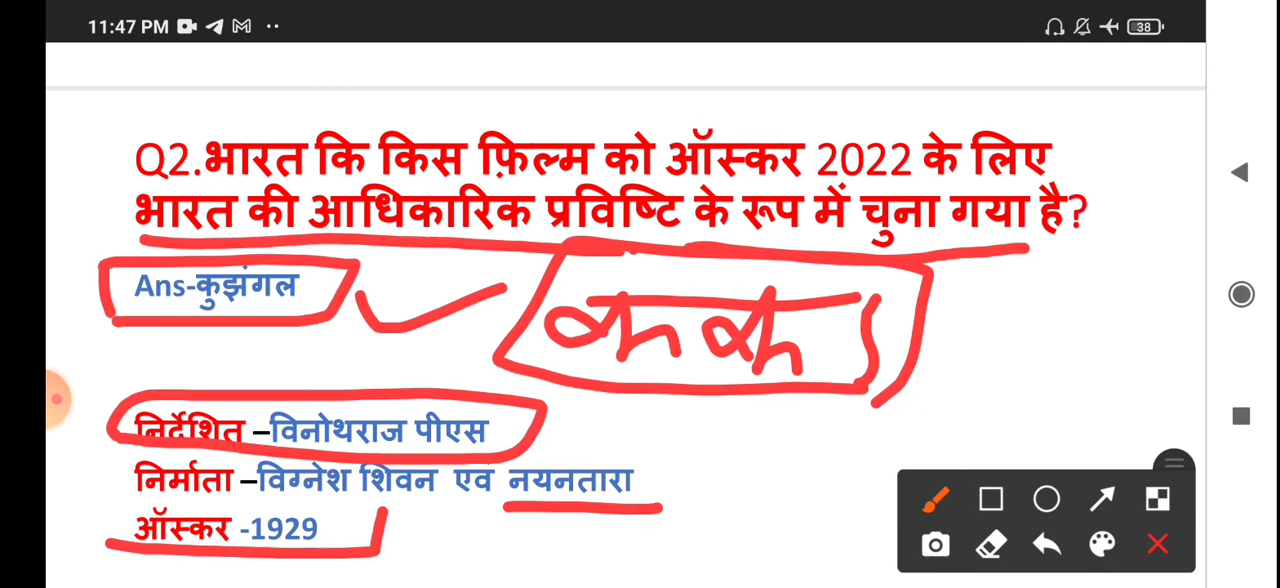 11:47 PM
38
Q2.भारत कि किस फ़िल्म को ऑस्कर 2022 के लिए
भारत की आधिकारिक प्रविष्टि के रूप में चुना गया है?
Ans-कुझंगल
क क
निर्देशित –विनोथराज पीएस
निर्माता –विग्नेश शिवन एवं नयनतारा
ऑस्कर -1929